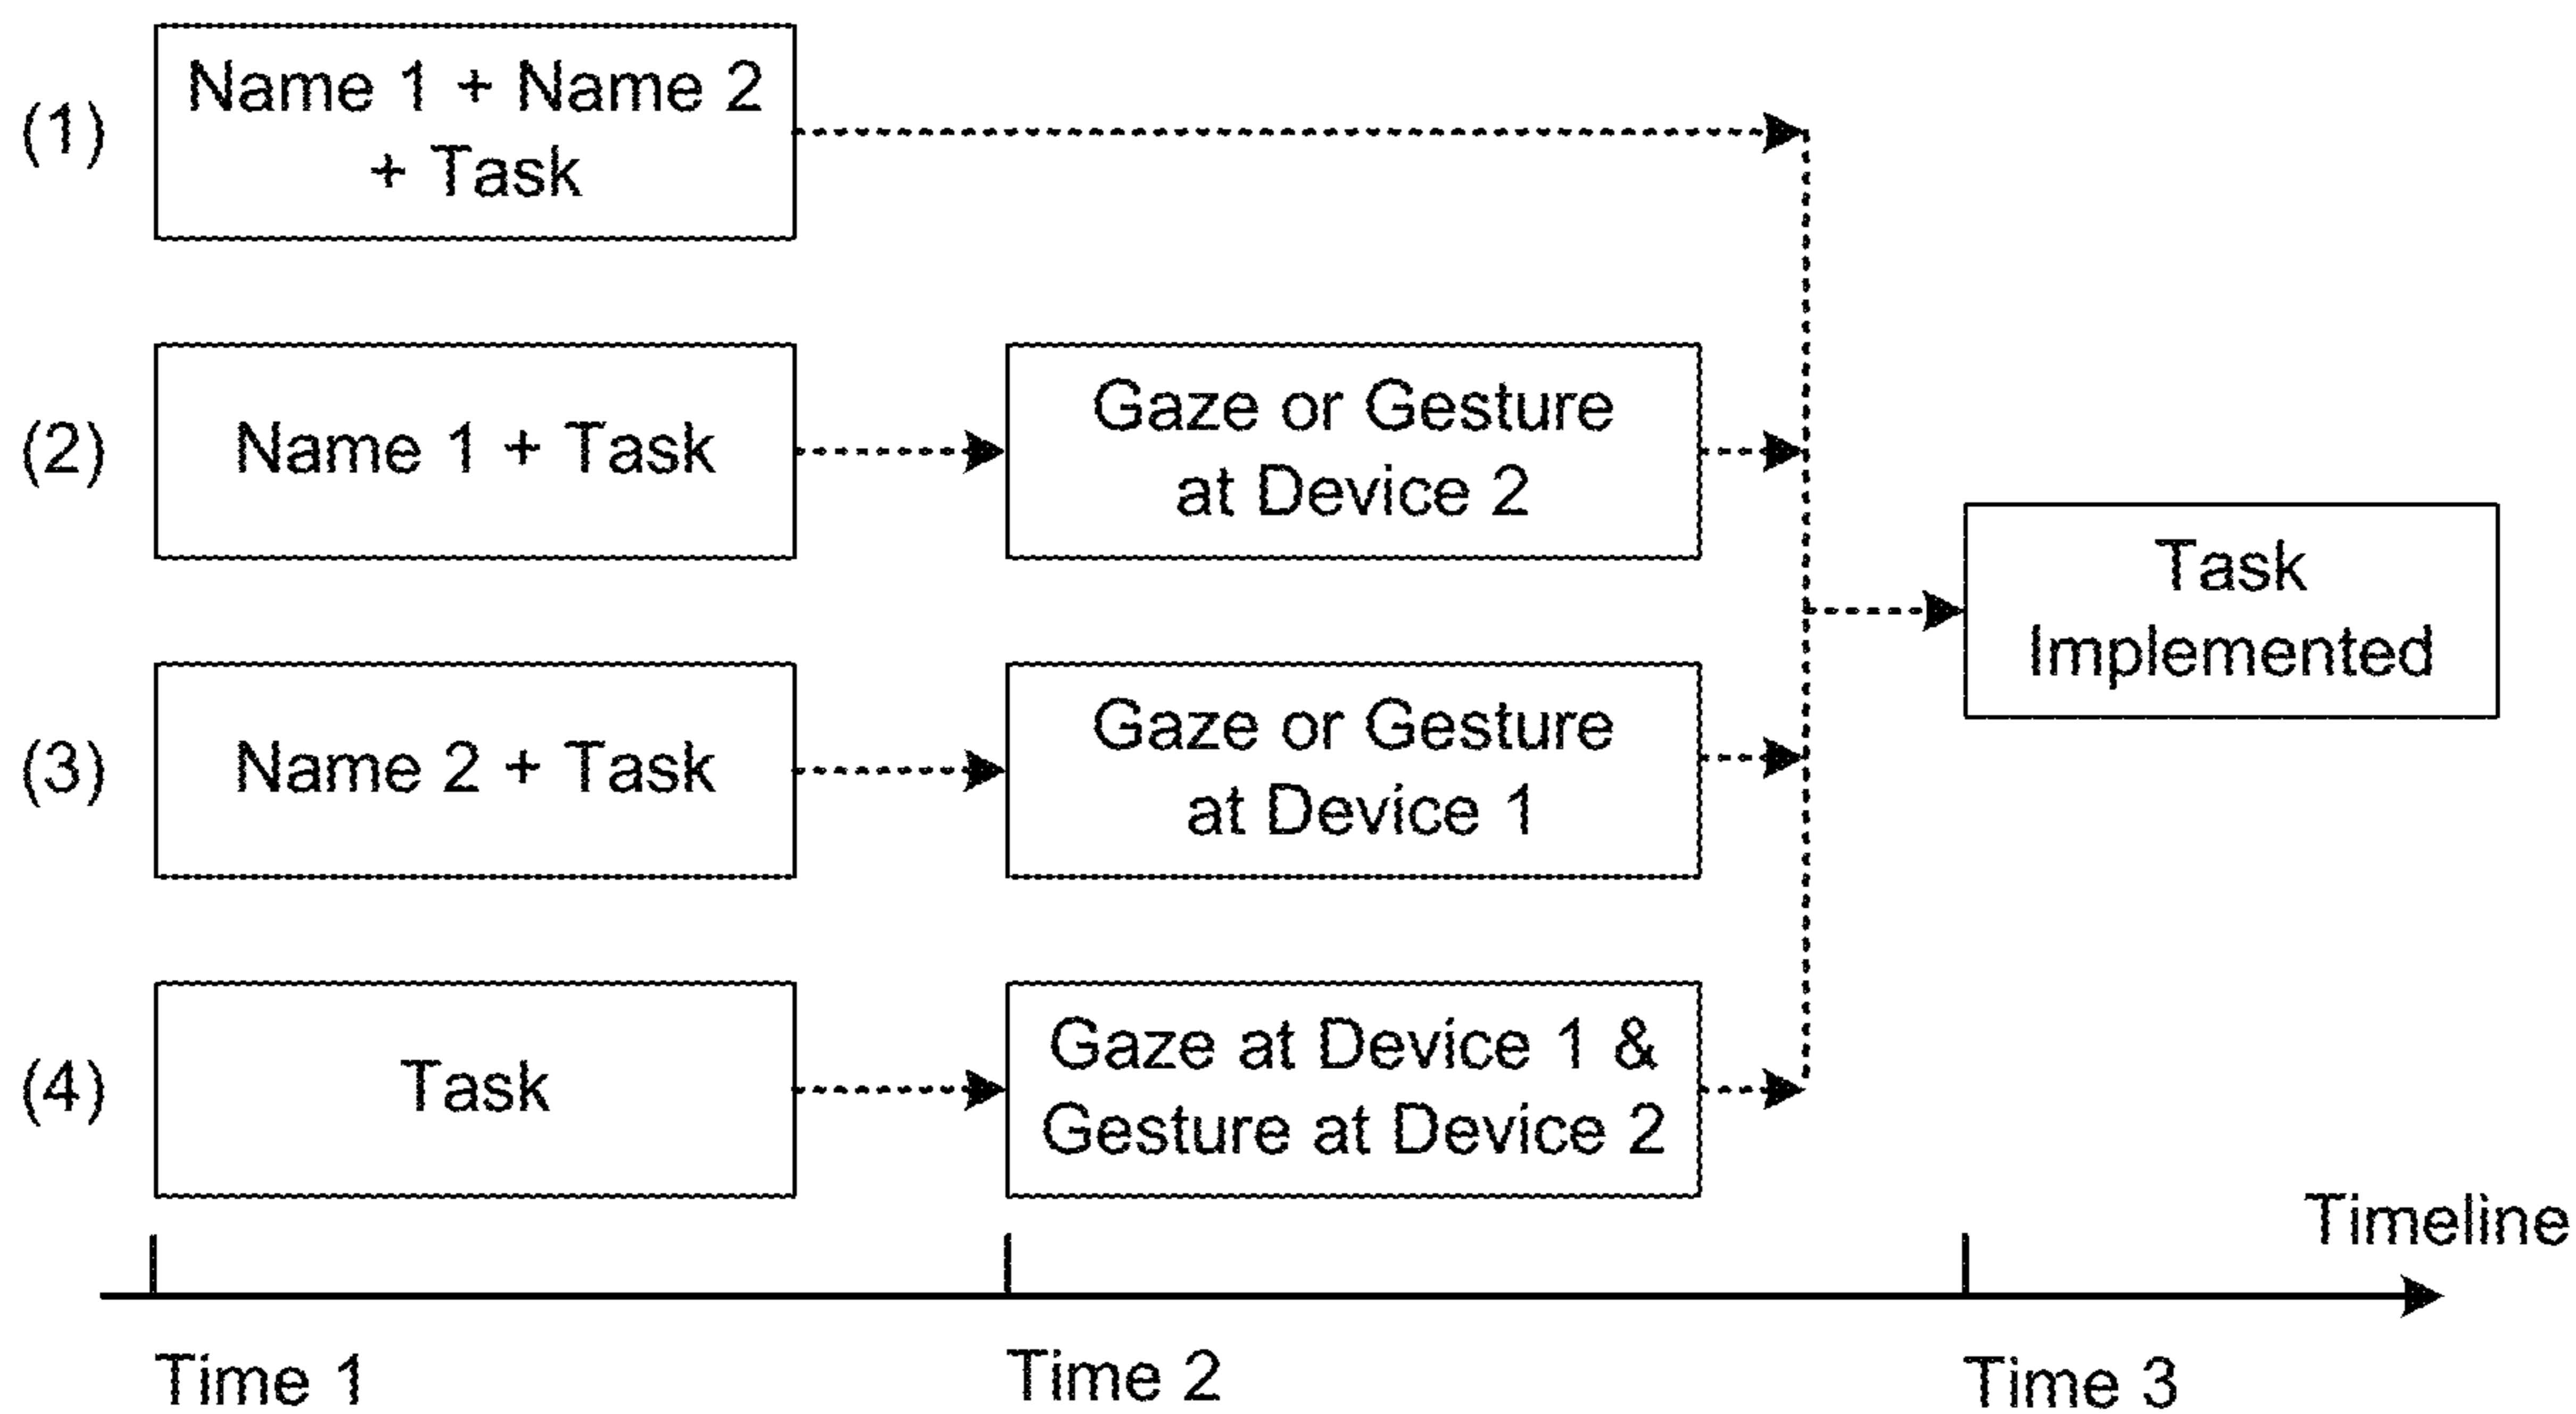 (1)
Name 1 + Name 2
+ Task
(2)
Name 1 + Task
Gaze or Gesture
at Device 2
Task
Implemented
(3)
Name 2 + Task
Gaze or Gesture
at Device 1
(4)
Task
Gaze at Device 1 &
Gesture at Device 2
Timeline
Time 1
Time 2
Time 3